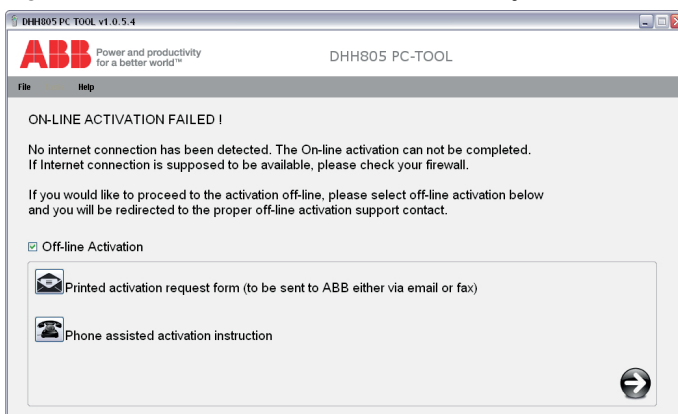 DHH805 PC TOOL v1.0.5.4
ABB
Power and productivity
for a better world™
DHH805 PC-TOOL
File Help
ON-LINE ACTIVATION FAILED !
No internet connection has been detected. The On-line activation can not be completed.
If Internet connection is supposed to be available, please check your firewall.
If you would like to proceed to the activation off-line, please select off-line activation below
and you will be redirected to the proper off-line activation support contact.
Off-line Activation
Printed activation request form (to be sent to ABB either via email or fax)
Phone assisted activation instruction